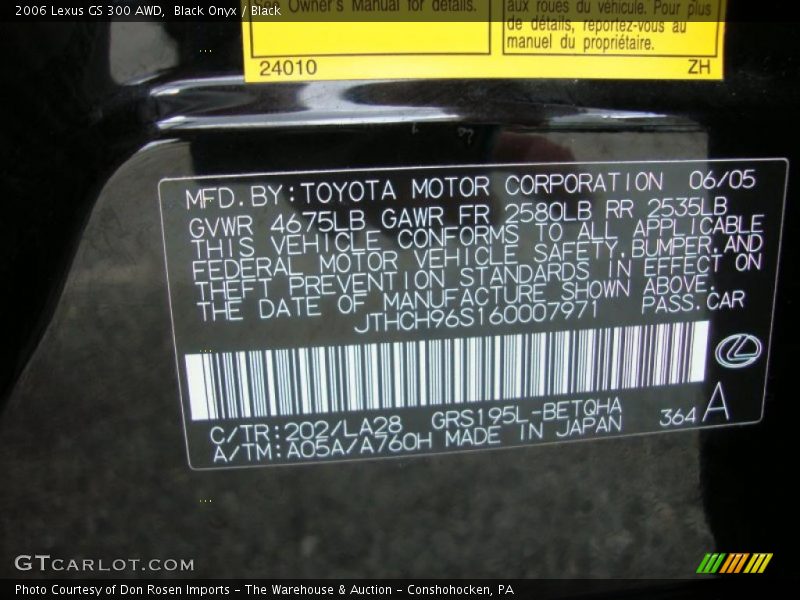 2006 Lexus GS 300 AWD, Black Onyx / Black
Owner's Manual for details.
aux roues du véhicule. Pour plus
de détails, reportez-vous au
manuel du propriétaire.
24010
ZH
MFD.BY:TOYOTA MOTOR CORPORATION 06/05
GVWR 4675LB GAWR FR 2580LB RR 2535LB
THIS VEHICLE CONFORMS TO ALL APPLICABLE
FEDERAL MOTOR VEHICLE SAFETY,BUMPER,AND
THEFT PREVENTION STANDARDS IN EFFECT ON
THE DATE OF MANUFACTURE SHOWN ABOVE.
JTHCH96S160007971 PASS.CAR
C/TR:202/LA28 GRS195L-BETQHA
A/TM:A05A/A760H MADE IN JAPAN
364 A
GTCARLOT.COM
Photo Courtesy of Don Rosen Imports - The Warehouse & Auction - Conshohocken, PA